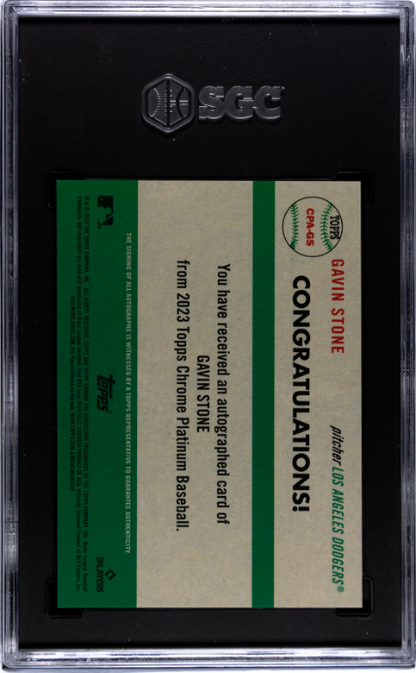 SGC
TOPPS
CPA-GS
GAVIN STONE
pitcher LOS ANGELES DODGERS®
CONGRATULATIONS!
You have received an autographed card of
GAVIN STONE
from 2023 Topps Chrome Platinum Baseball.
THE SIGNING OF ALL AUTOGRAPHS IS WITNESSED BY A TOPPS REPRESENTATIVE TO GUARANTEE AUTHENTICITY.
topps
PLAYERS